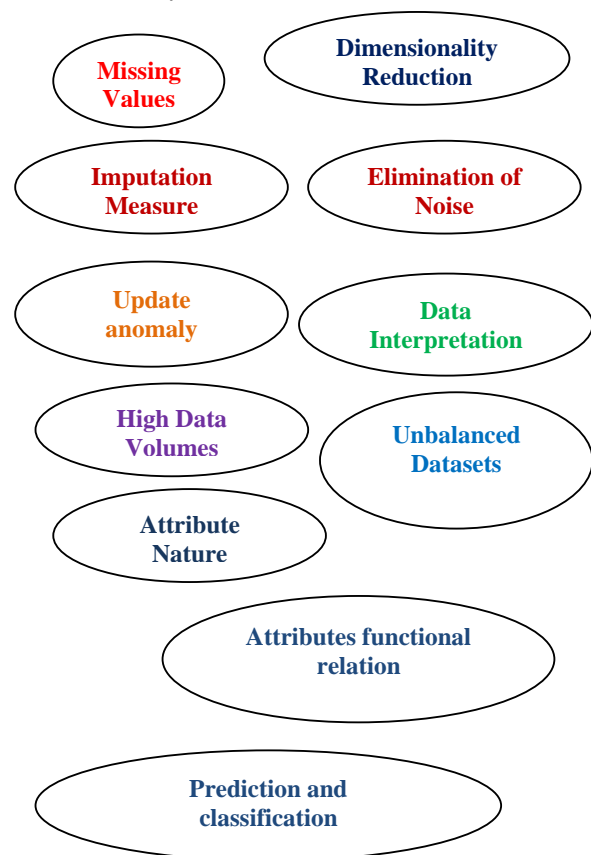 Missing
Values
Dimensionality
Reduction
Imputation
Measure
Elimination of
Noise
Update
anomaly
Data
Interpretation
High Data
Volumes
Unbalanced
Datasets
Attribute
Nature
Attributes functional
relation
Prediction and
classification